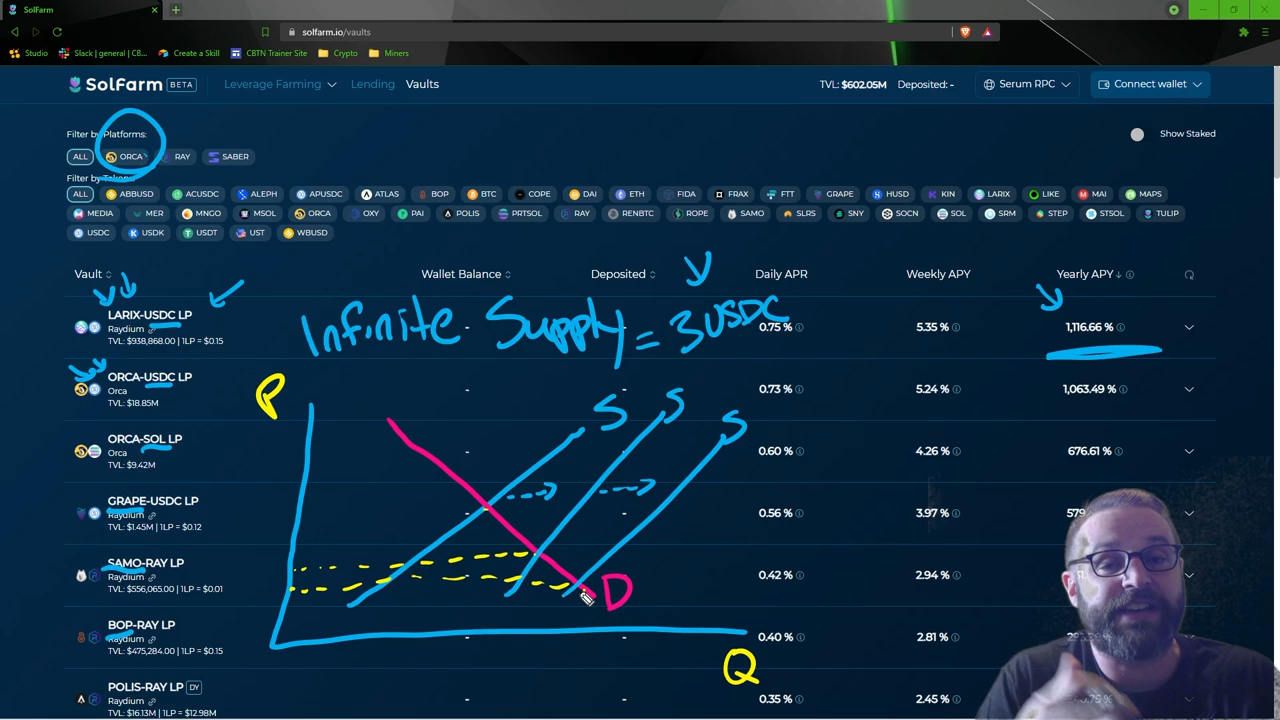 SolFarm
solfarm.io/vaults
Studio Slack | general | CB... Create a Skill CBTN Trainer Site Crypto Miners
SolFarm BETA Leverage Farming Lending Vaults TVL: $602.05M Deposited: - Serum RPC Connect wallet
Filter by Platforms: Show Staked
ALL ORCA RAY SABER
Filter by Token:
ALL ABBUSD ACUSDC ALEPH APUSDC ATLAS BOP BTC COPE DAI ETH FIDA FRAX FTT GRAPE HUSD KIN LARIX LIKE MAI MAPS
MEDIA MER MNGO MSOL ORCA OXY PAI POLIS PRTSOL RAY RENBTC ROPE SAMO SLRS SNY SOCN SOL SRM STEP STSOL TULIP
USDC USDK USDT UST WBUSD
Vault Wallet Balance Deposited Daily APR Weekly APY Yearly APY
Infinite Supply = 3 USDC
LARIX-USDC LP
Raydium - - 0.75 % 5.35 % 1,116.66 %
TVL: $938,868.00 | 1LP = $0.15
ORCA-USDC LP
Orca - - 0.73 % 5.24 % 1,063.49 %
TVL: $18.85M
P S S S
ORCA-SOL LP
Orca - - 0.60 % 4.26 % 676.61 %
TVL: $9.42M
GRAPE-USDC LP
Raydium - - 0.56 % 3.97 % 579
TVL: $1.45M | 1LP = $0.12
SAMO-RAY LP
Raydium - - 0.42 % 2.94 %
TVL: $556,065.00 | 1LP = $0.01
D
BOP-RAY LP
Raydium - - 0.40 % 2.81 %
TVL: $475,284.00 | 1LP = $0.15
Q
POLIS-RAY LP DY
Raydium - - 0.35 % 2.45 %
TVL: $16.13M | 1LP = $12.98M